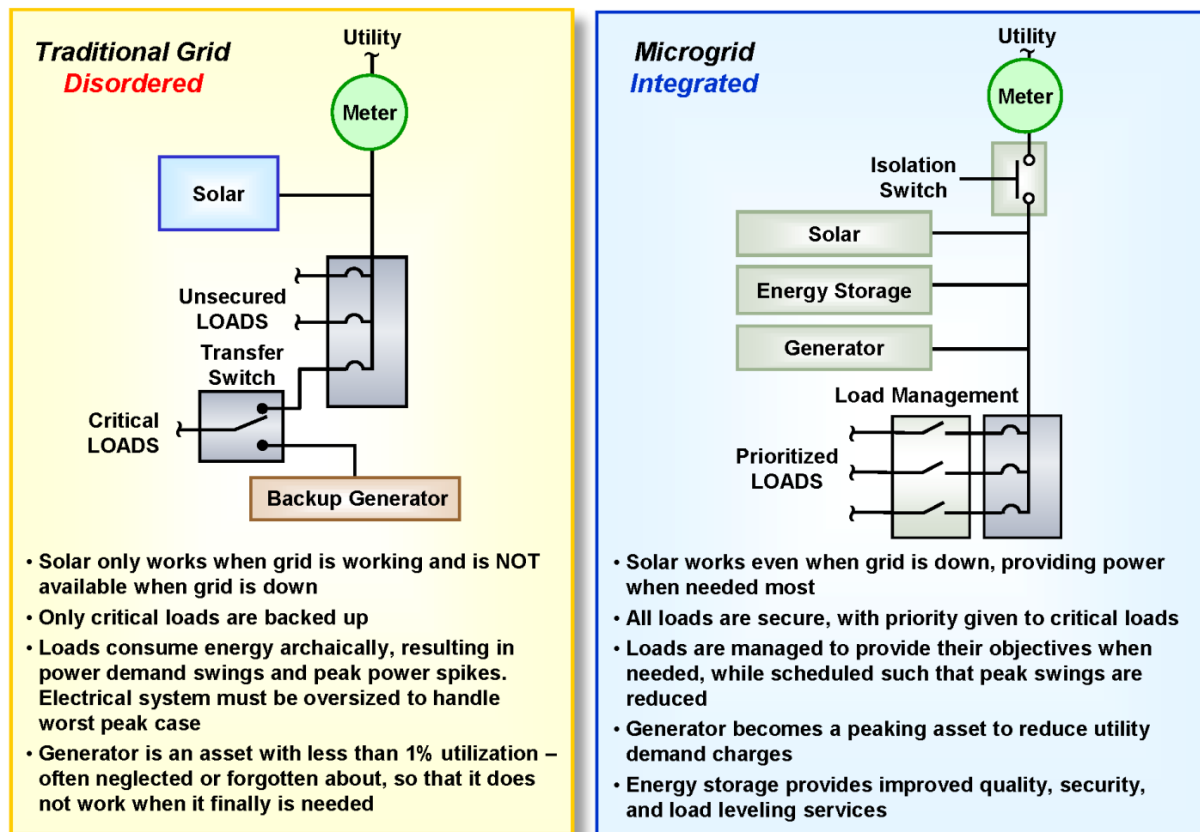 Traditional Grid
Disordered
Utility
Meter
Solar
Unsecured
LOADS
Transfer
Switch
Critical
LOADS
Backup Generator
• Solar only works when grid is working and is NOT
available when grid is down
• Only critical loads are backed up
• Loads consume energy archaically, resulting in
power demand swings and peak power spikes.
Electrical system must be oversized to handle
worst peak case
• Generator is an asset with less than 1% utilization –
often neglected or forgotten about, so that it does
not work when it finally is needed
Microgrid
Integrated
Utility
Meter
Isolation
Switch
Solar
Energy Storage
Generator
Load Management
Prioritized
LOADS
• Solar works even when grid is down, providing power
when needed most
• All loads are secure, with priority given to critical loads
• Loads are managed to provide their objectives when
needed, while scheduled such that peak swings are
reduced
• Generator becomes a peaking asset to reduce utility
demand charges
• Energy storage provides improved quality, security,
and load leveling services